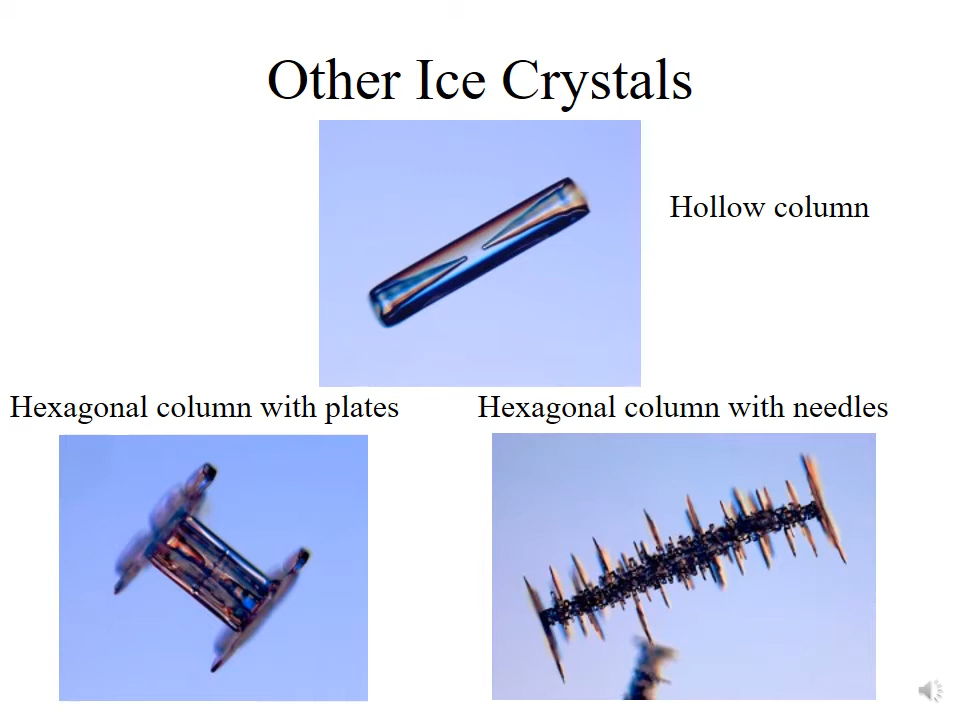 Other Ice Crystals
Hollow column
Hexagonal column with plates
Hexagonal column with needles